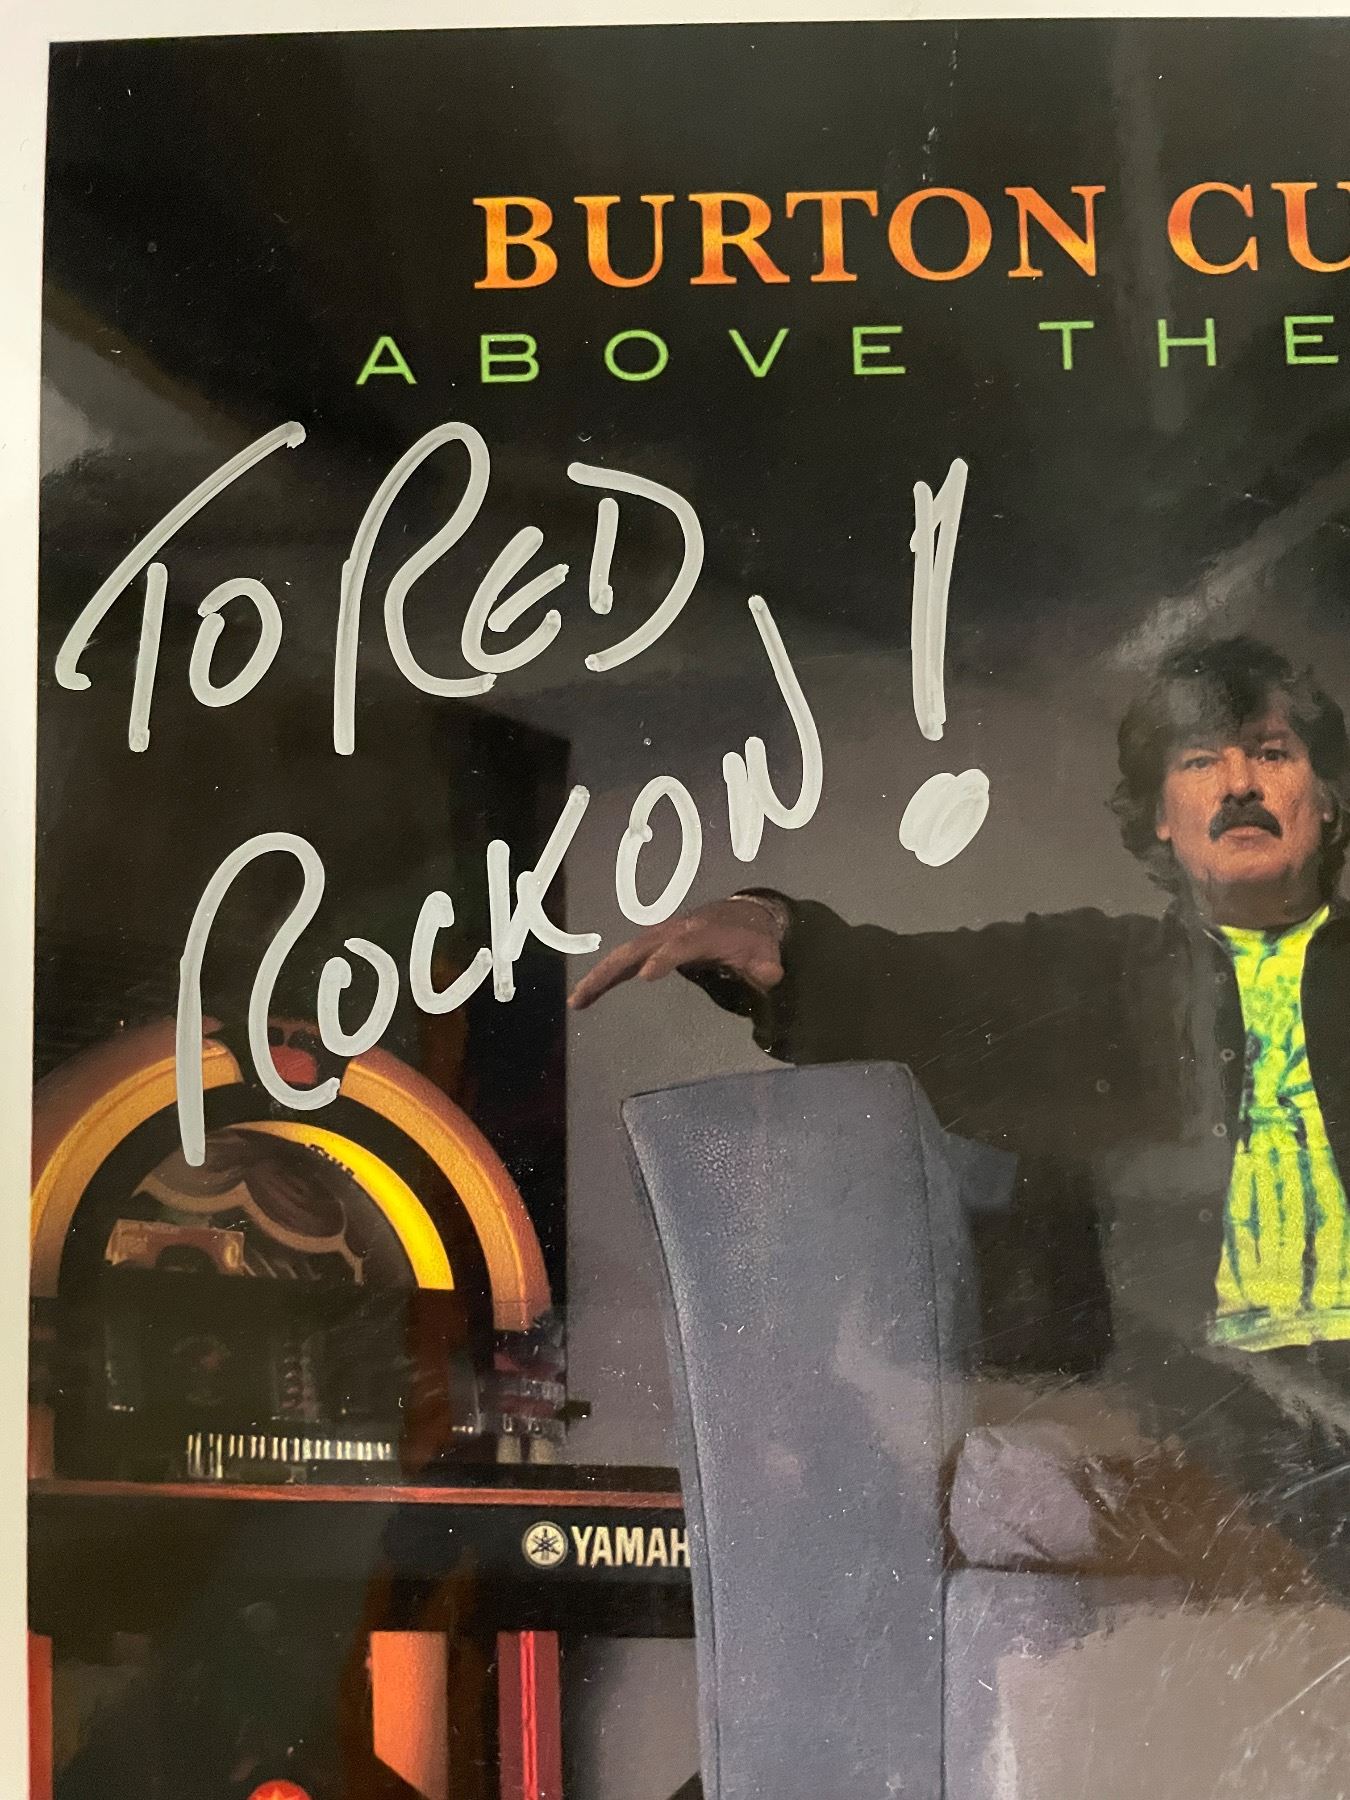 BURTON CU
ABOVE THE
TO RED
ROCK ON!
YAMAH